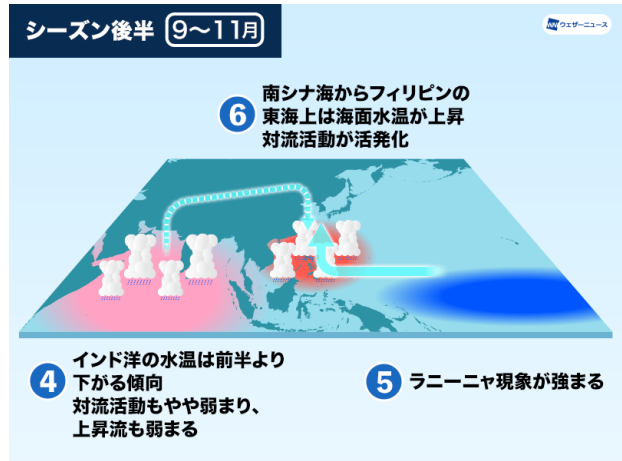 シーズン後半 9〜11月
ウェザーニュース
6
南シナ海からフィリピンの
東海上は海面水温が上昇
対流活動が活発化
4
インド洋の水温は前半より
下がる傾向
対流活動もやや弱まり、
上昇流も弱まる
5
ラニーニャ現象が強まる